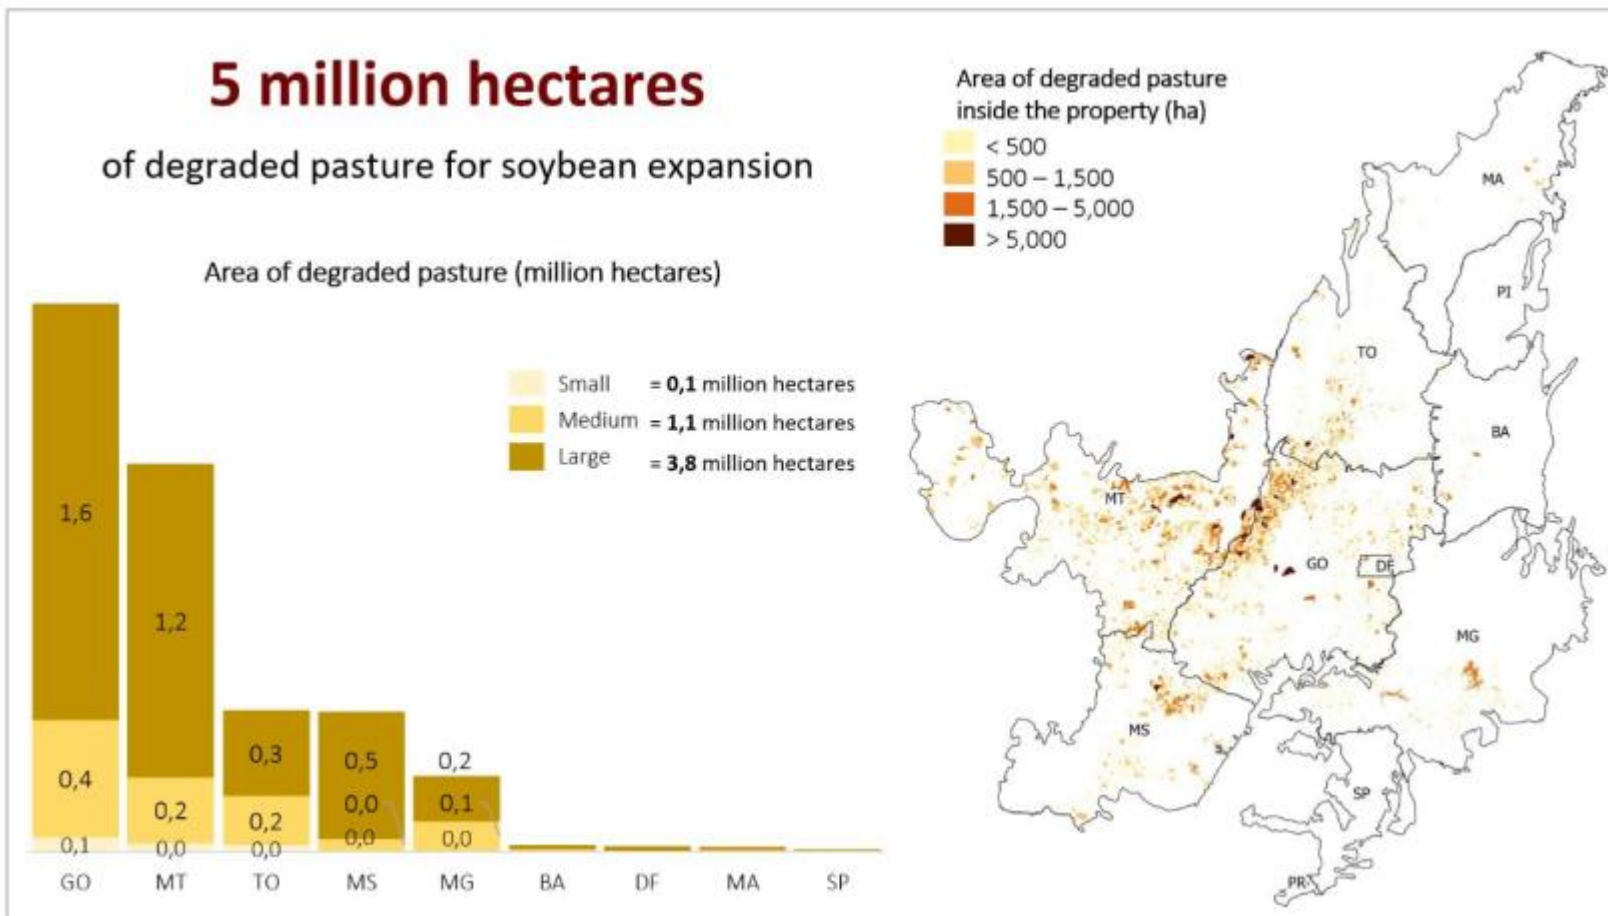 5 million hectares
of degraded pasture for soybean expansion
Area of degraded pasture (million hectares)
Small = 0,1 million hectares
Medium = 1,1 million hectares
Large = 3,8 million hectares
1,6
0,4
0,1
1,2
0,2
0,0
0,3
0,2
0,0
0,5
0,0
0,0
0,2
0,1
0,0
GO MT TO MS MG BA DF MA SP
Area of degraded pasture
inside the property (ha)
< 500
500 – 1,500
1,500 – 5,000
> 5,000
MA
PI
TO
BA
MT
GO DF
MG
MS
SP
PR